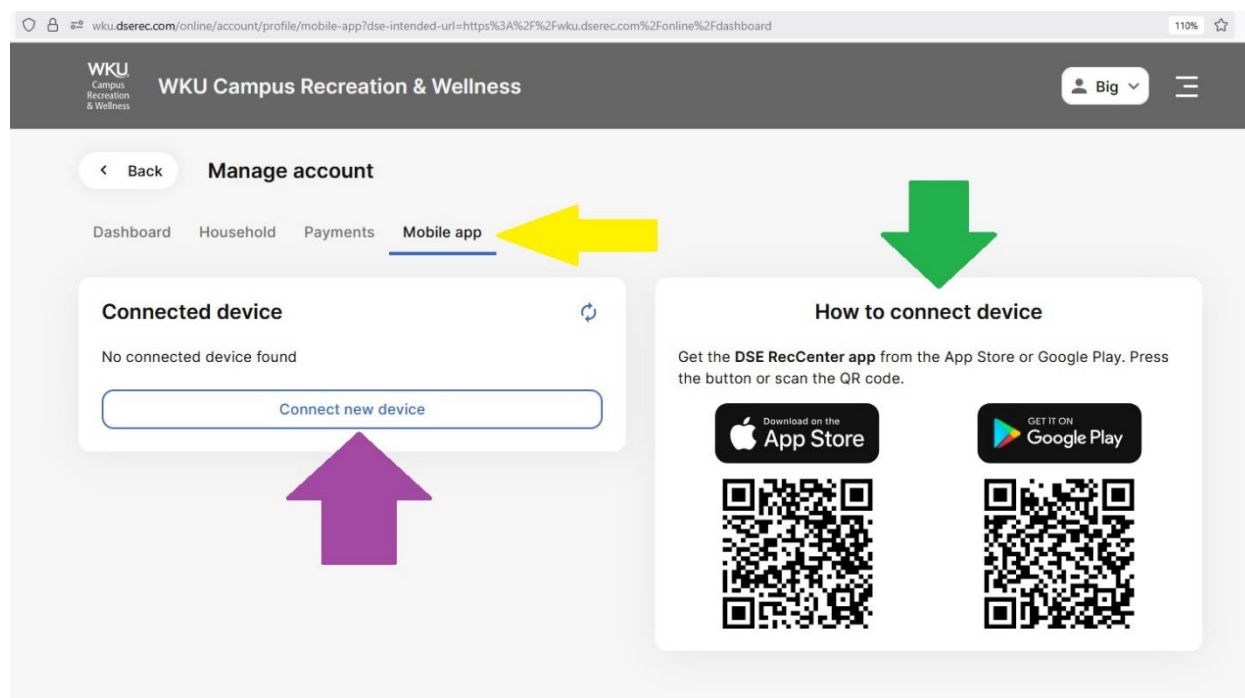 wku.dserec.com/online/account/profile/mobile-app?dse-intended-url=https%3A%2F%2Fwku.dserec.com%2Fonline%2Fdashboard
110%
WKU
Campus
Recreation
& Wellness
WKU Campus Recreation & Wellness
Big
Back
Manage account
Dashboard Household Payments Mobile app
Connected device
No connected device found
Connect new device
How to connect device
Get the DSE RecCenter app from the App Store or Google Play. Press
the button or scan the QR code.
Download on the
App Store
GET IT ON
Google Play